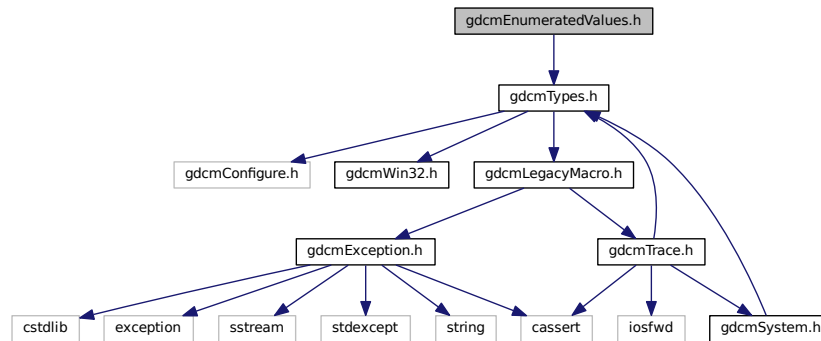 gdcmEnumeratedValues.h
gdcmTypes.h
gdcmConfigure.h
gdcmWin32.h
gdcmLegacyMacro.h
gdcmException.h
gdcmTrace.h
cstdlib
exception
sstream
stdexcept
string
cassert
iosfwd
gdcmSystem.h